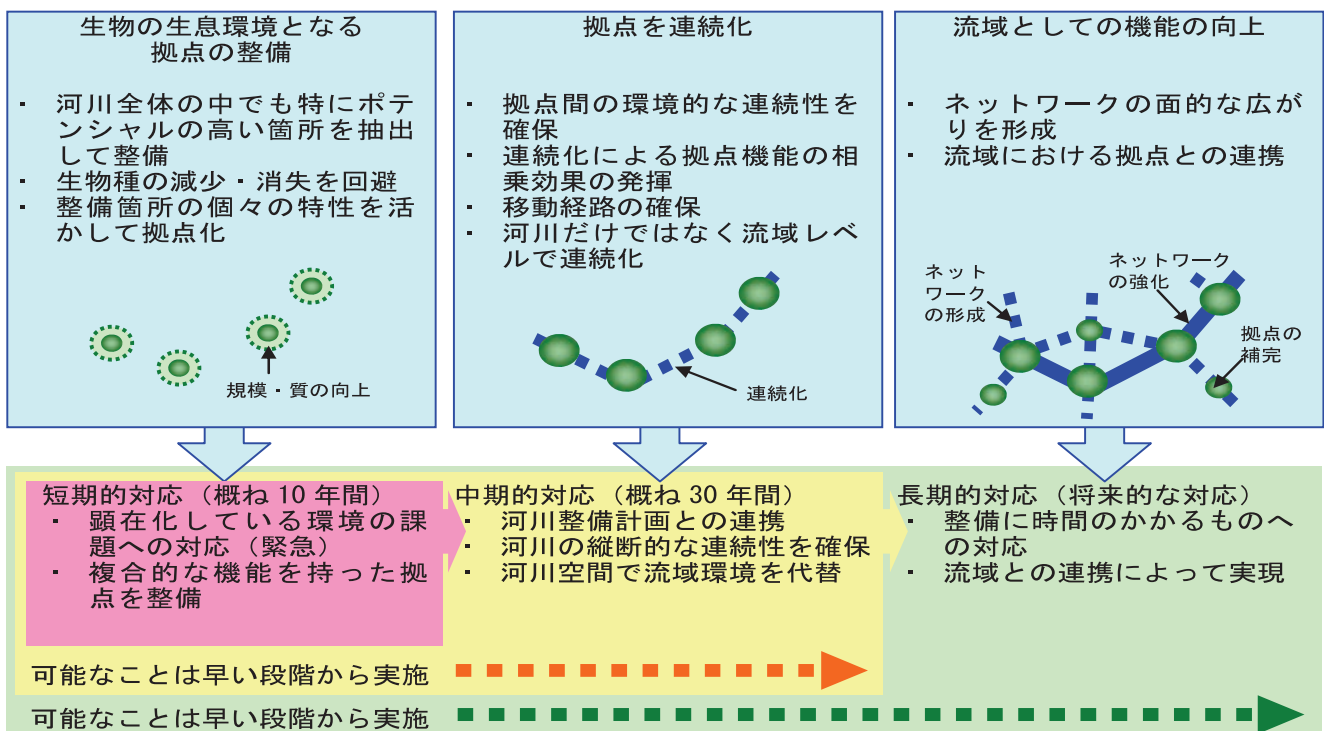 生物の生息環境となる
拠点の整備
・ 河川全体の中でも特にポテ
ンシャルの高い箇所を抽出
して整備
・ 生物種の減少・消失を回避
・ 整備箇所の個々の特性を活
かして拠点化
規模・質の向上
拠点を連続化
・ 拠点間の環境的な連続性を
確保
・ 連続化による拠点機能の相
乗効果の発揮
・ 移動経路の確保
・ 河川だけではなく流域レベ
ルで連続化
連続化
流域としての機能の向上
・ ネットワークの面的な広が
りを形成
・ 流域における拠点との連携
ネット
ワーク
の形成
ネットワーク
の強化
拠点の
補完
短期的対応（概ね 10 年間）
・ 顕在化している環境の課
題への対応（緊急）
・ 複合的な機能を持った拠
点を整備
中期的対応（概ね 30 年間）
・ 河川整備計画との連携
・ 河川の縦断的な連続性を確保
・ 河川空間で流域環境を代替
長期的対応（将来的な対応）
・ 整備に時間のかかるものへ
の対応
・ 流域との連携によって実現
可能なことは早い段階から実施
可能なことは早い段階から実施